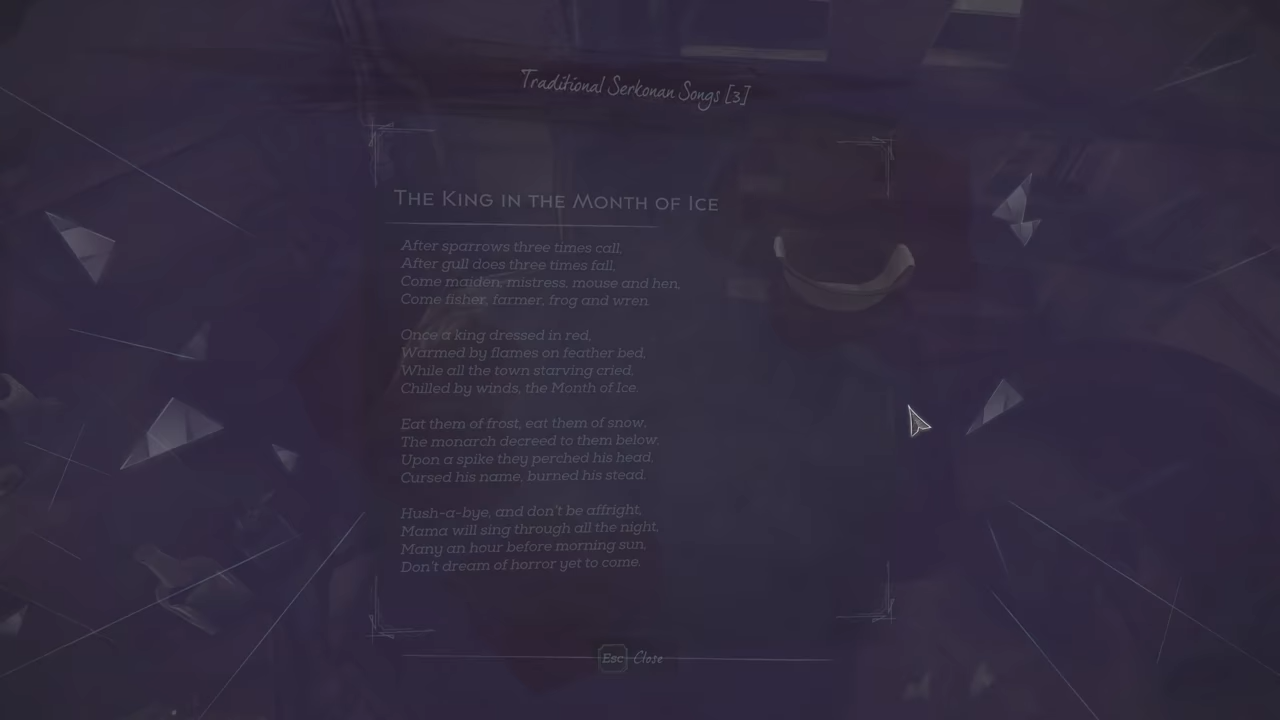 Traditional Serkonan Songs [3]
The King in the Month of Ice
After sparrows three times call,
After gull does three times fall,
Come maiden, mistress, mouse and hen,
Come fisher, farmer, frog and wren.
Once a king dressed in red,
Warmed by flames on feather bed,
While all the town starving cried,
Chilled by winds, the Month of Ice.
Eat them of frost, eat them of snow,
The monarch decreed to them below,
Upon a spike they perched his head,
Cursed his name, burned his stead.
Hush-a-bye, and don't be affright,
Mama will sing through all the night,
Many an hour before morning sun,
Don't dream of horror yet to come.
Esc Close